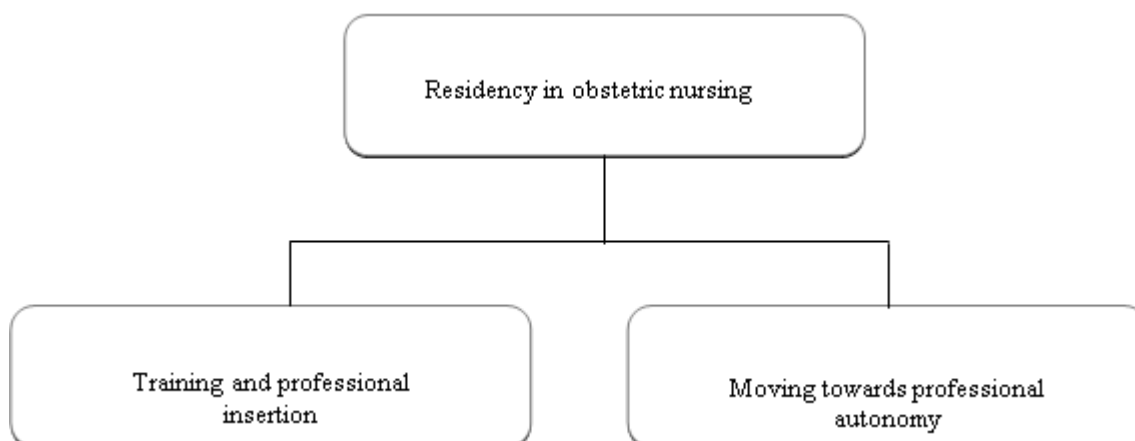 Residency in obstetric nursing
Training and professional
insertion
Moving towards professional
autonomy